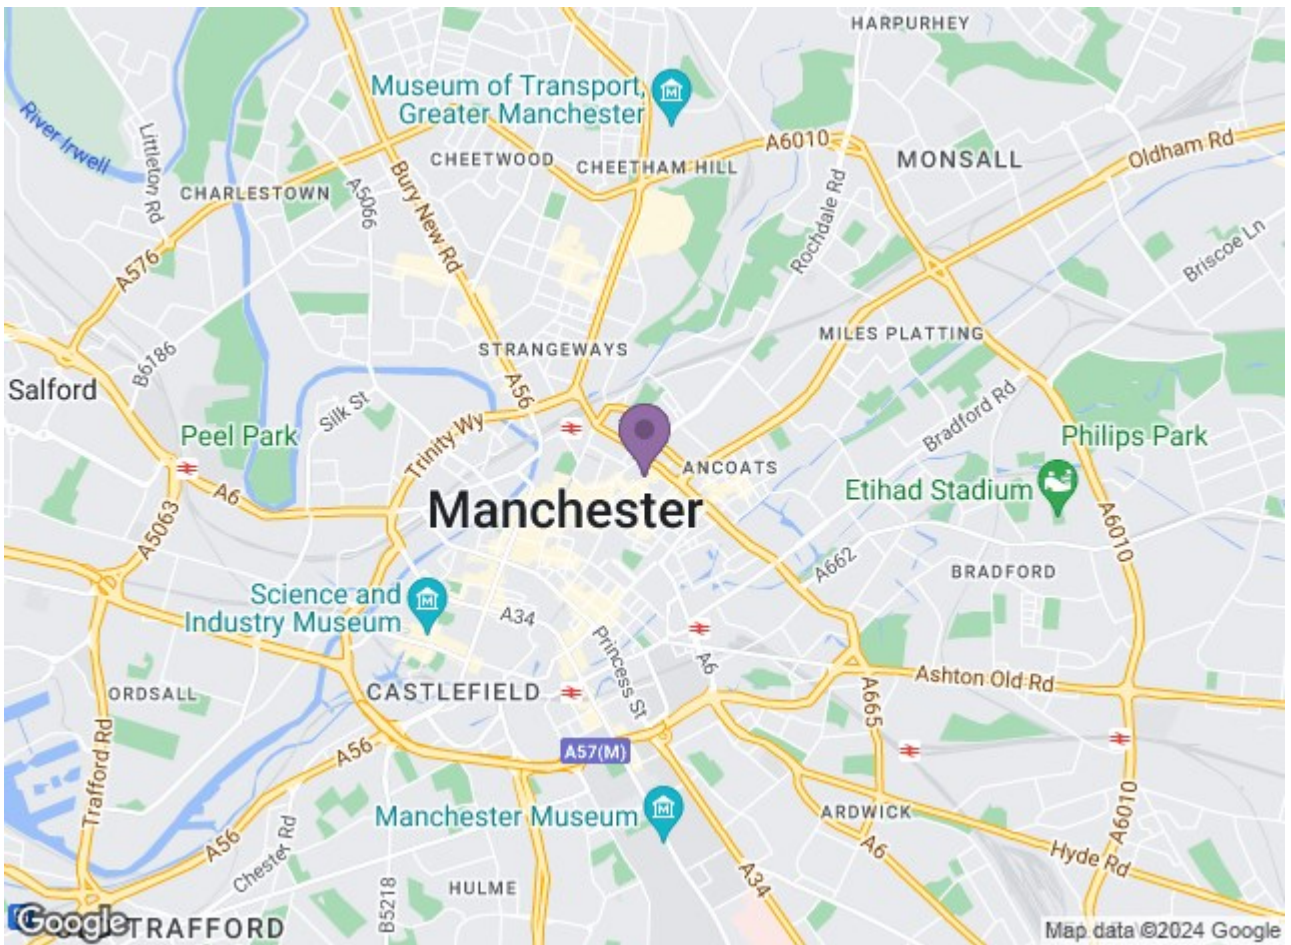 HARPURHEY
Museum of Transport,
Greater Manchester
River Irwell
Littleton Rd
CHEETWOOD
CHEETHAM HILL
A6010
MONSALL
Oldham Rd
CHARLESTOWN
A5066
Bury New Rd
Rochdale Rd
Briscoe Ln
A576
B6186
STRANGEWAYS
MILES PLATTING
Salford
Silk St
A56
Trinity Wy
Bradford Rd
Peel Park
Philips Park
ANCOATS
A6
Manchester
Etihad Stadium
A5063
A6010
A662
BRADFORD
Science and
Industry Museum
A34
Princess St
A6
ORDSALL
CASTLEFIELD
Ashton Old Rd
A665
Trafford Rd
A56
A57(M)
Manchester Museum
ARDWICK
A6010
A56
Chester Rd
A6
Hyde Rd
A34
B5218
HULME
Google
TRAFFORD
Map data ©2024 Google